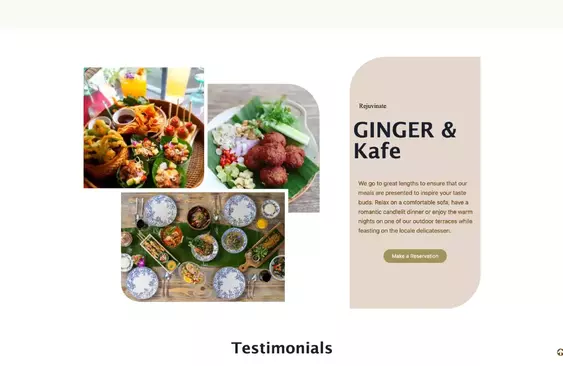 Rejuvinate
GINGER &
Kafe
We go to great lengths to ensure that our
meals are presented to inspire your taste
buds. Relax on a comfortable sofa, have a
romantic candlelit dinner or enjoy the warm
nights on one of our outdoor terraces while
feasting on the locale delicatessen.
Make a Reservation
Testimonials